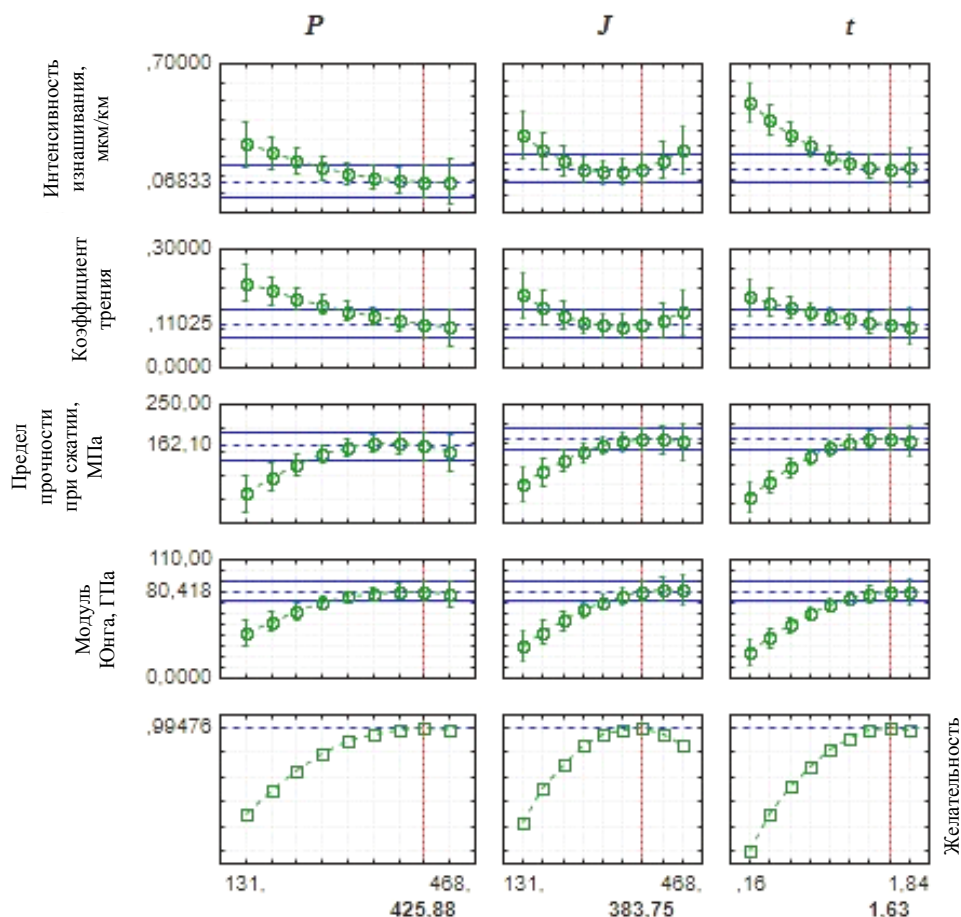 P J t
Интенсивность
изнашивания,
мкм/км
,70000
,06833
Коэффициент
трения
,30000
,11025
0,0000
Предел
прочности
при сжатии,
МПа
250,00
162,10
Модуль
Юнга, ГПа
110,00
80,418
0,0000
,99476
Желательность
131, 468, 131, 468, ,16 1,84
425.88 383.75 1.63